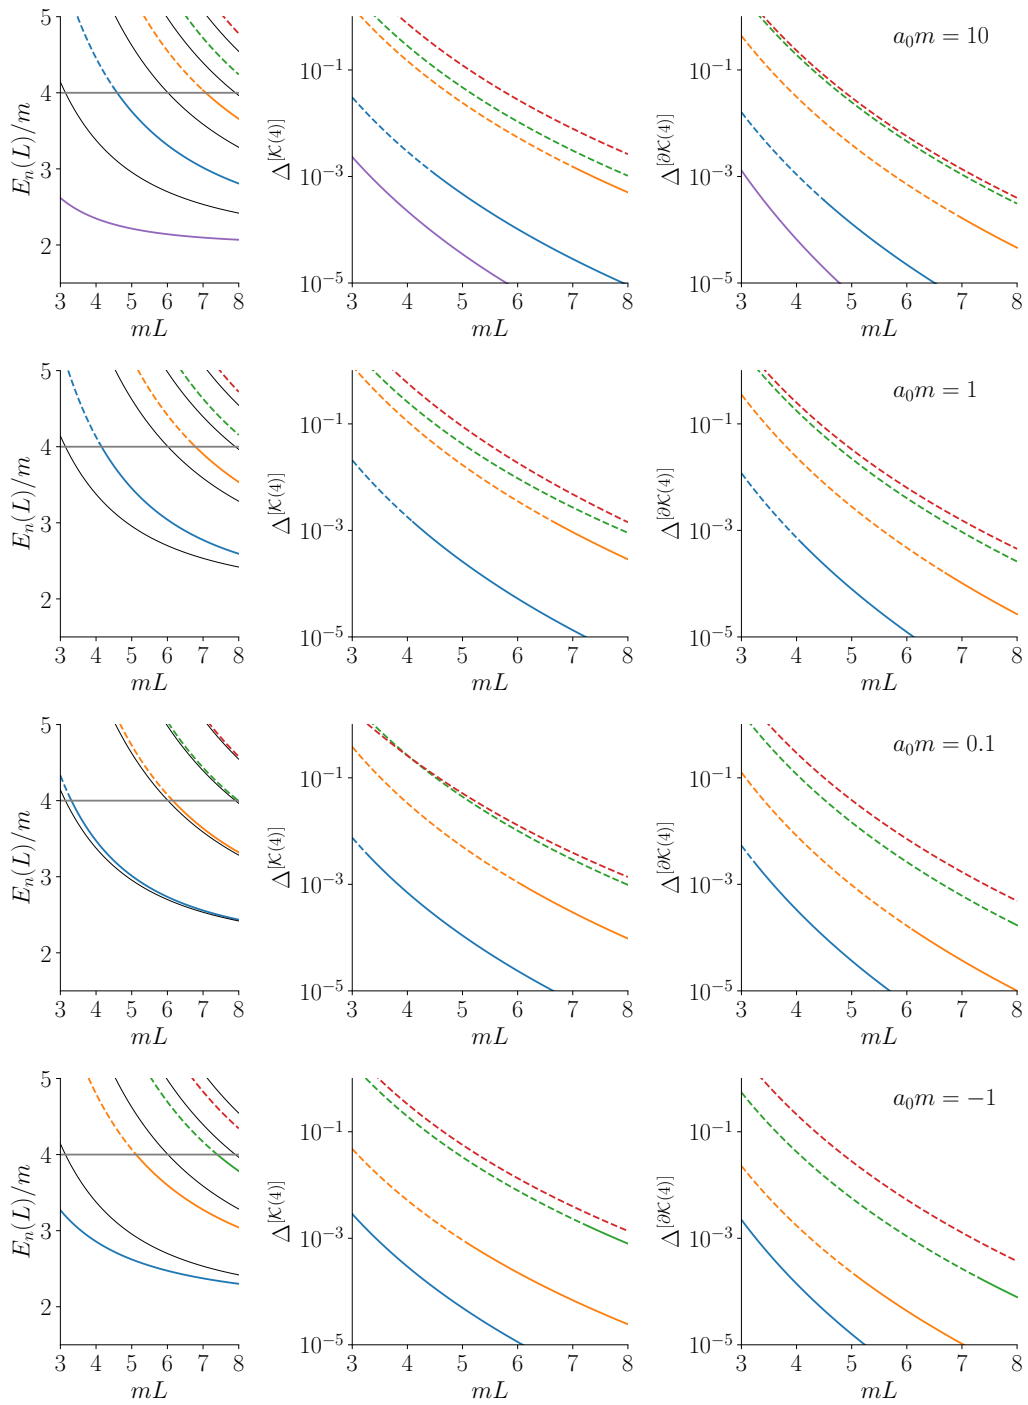 5
4
3
2
3 4 5 6 7 8
mL
E_n(L)/m
10^{-1}
10^{-3}
10^{-5}
3 4 5 6 7 8
mL
Δ^{[𝒦(4)]}
a_0m = 10
10^{-1}
10^{-3}
10^{-5}
3 4 5 6 7 8
mL
Δ^{[∂𝒦(4)]}
5
4
3
2
3 4 5 6 7 8
mL
E_n(L)/m
10^{-1}
10^{-3}
10^{-5}
3 4 5 6 7 8
mL
Δ^{[𝒦(4)]}
a_0m = 1
10^{-1}
10^{-3}
10^{-5}
3 4 5 6 7 8
mL
Δ^{[∂𝒦(4)]}
5
4
3
2
3 4 5 6 7 8
mL
E_n(L)/m
10^{-1}
10^{-3}
10^{-5}
3 4 5 6 7 8
mL
Δ^{[𝒦(4)]}
a_0m = 0.1
10^{-1}
10^{-3}
10^{-5}
3 4 5 6 7 8
mL
Δ^{[∂𝒦(4)]}
5
4
3
2
3 4 5 6 7 8
mL
E_n(L)/m
10^{-1}
10^{-3}
10^{-5}
3 4 5 6 7 8
mL
Δ^{[𝒦(4)]}
a_0m = −1
10^{-1}
10^{-3}
10^{-5}
3 4 5 6 7 8
mL
Δ^{[∂𝒦(4)]}